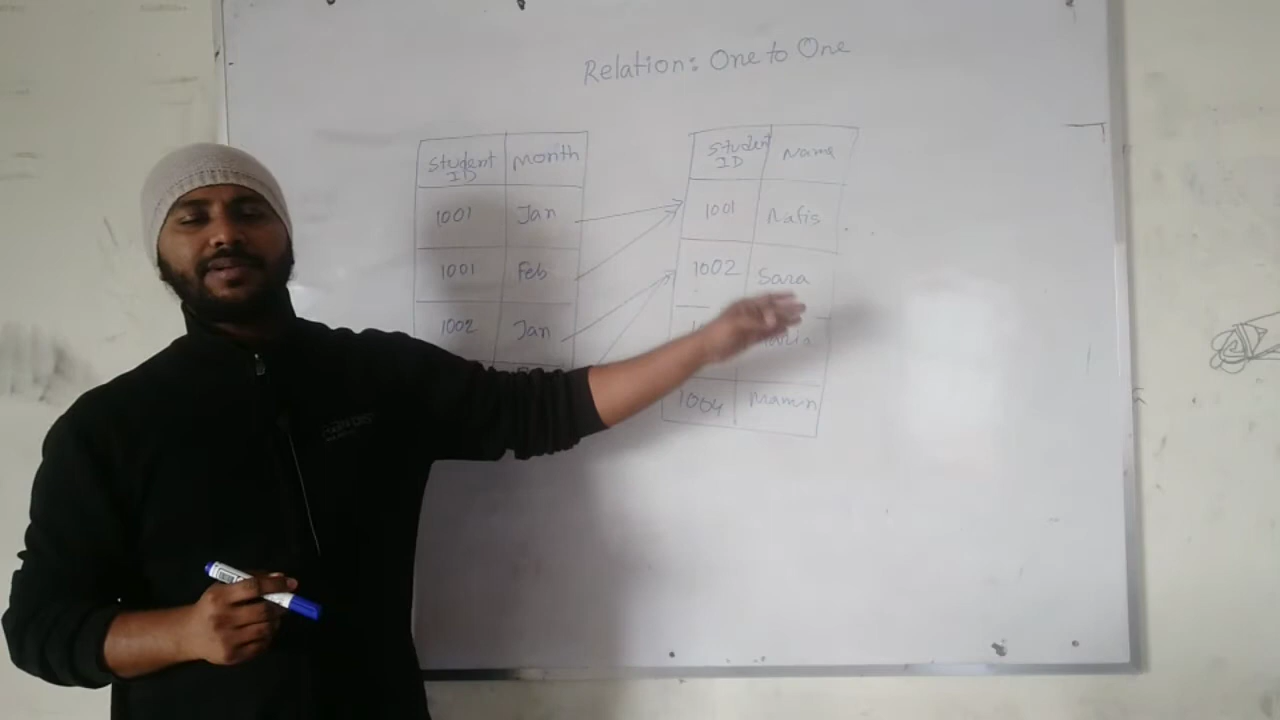 Relation: One to One
Student ID Month
1001 Jan
1001 Feb
1002 Jan
Student ID Name
1001 Nafis
1002 Sara
1004 Mamun